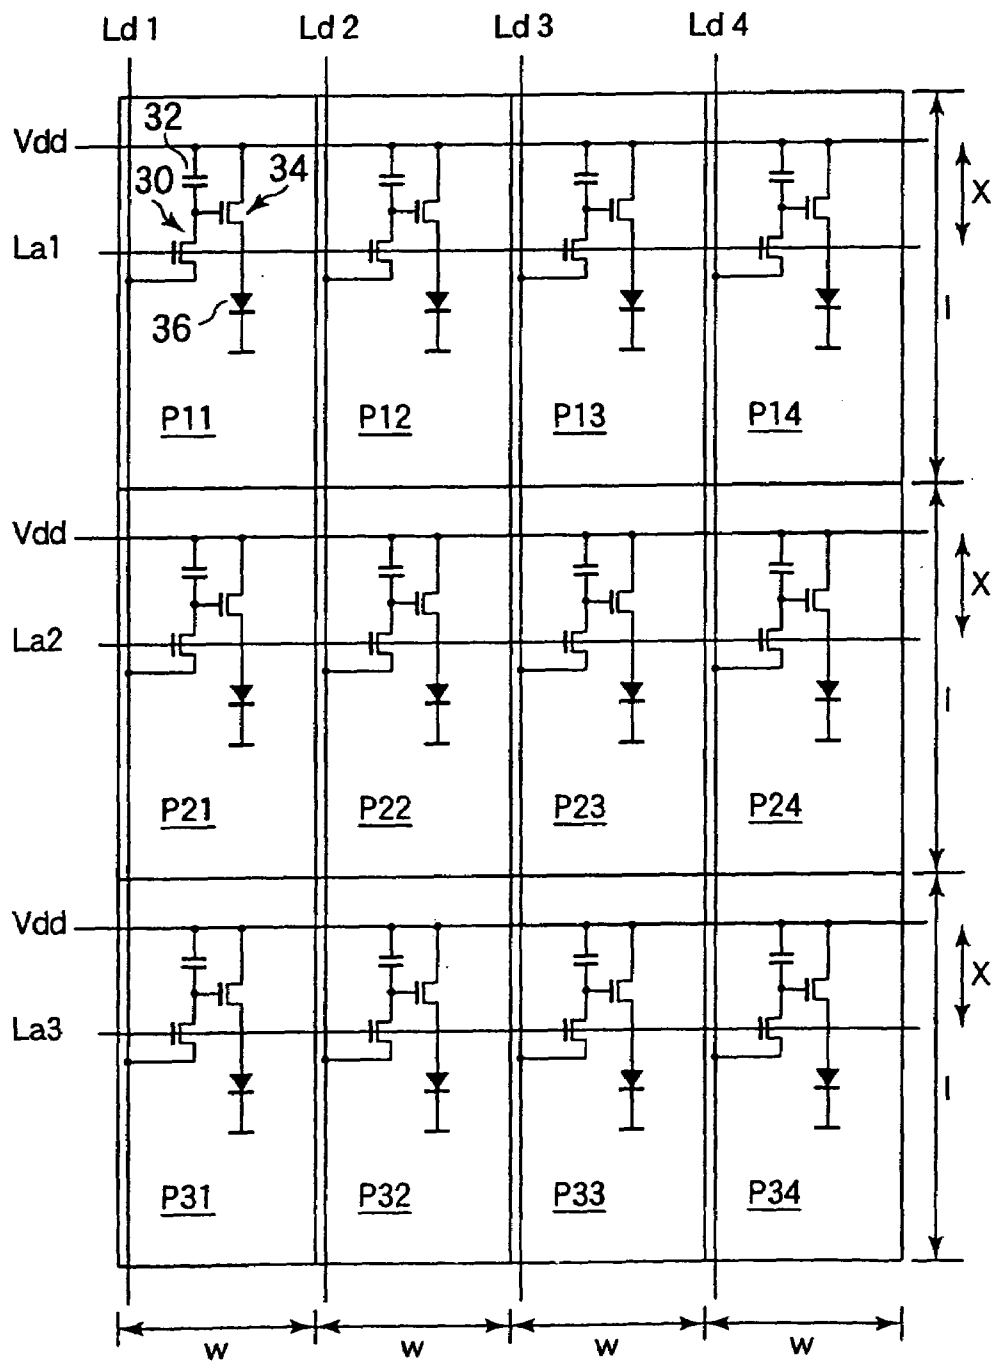 Ld 1 Ld 2 Ld 3 Ld 4
Vdd
32
34
30
X
La1
36
l
P11 P12 P13 P14
Vdd
X
La2
l
P21 P22 P23 P24
Vdd
X
La3
l
P31 P32 P33 P34
w w w w